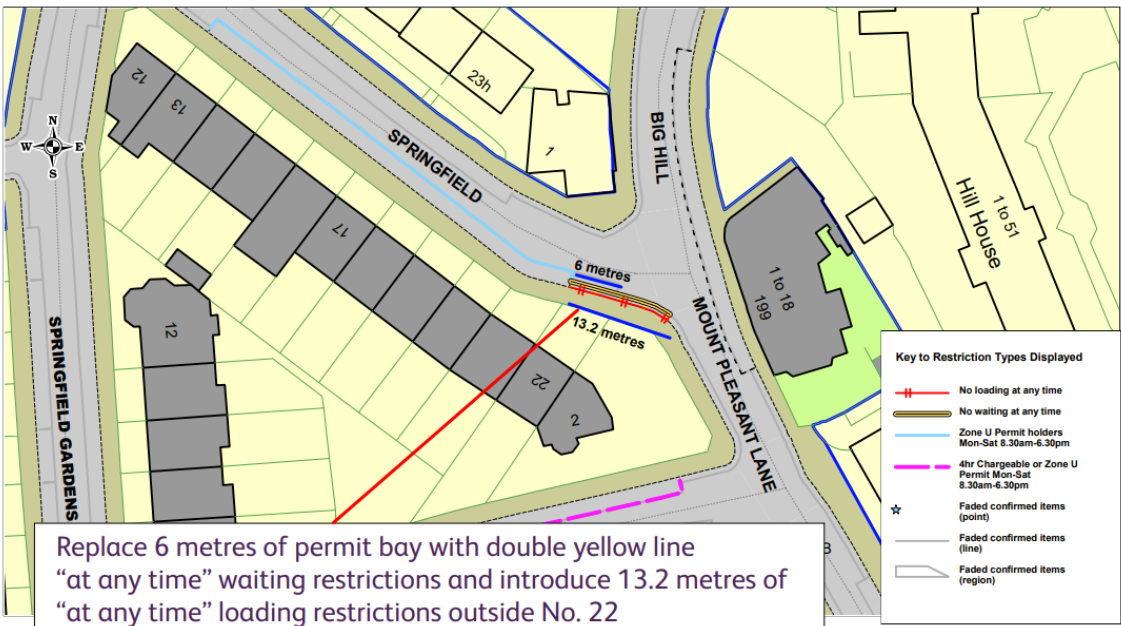 12
13
23h
1
SPRINGFIELD
BIG HILL
N
W E
S
17
1 to 51
Hill House
6 metres
13.2 metres
1 to 18
199
12
22
2
MOUNT PLEASANT LANE
SPRINGFIELD GARDENS
Key to Restriction Types Displayed
No loading at any time
No waiting at any time
Zone U Permit holders
Mon-Sat 8.30am-6.30pm
4hr Chargeable or Zone U
Permit Mon-Sat
8.30am-6.30pm
Faded confirmed items
(point)
Faded confirmed items
(line)
Faded confirmed items
(region)
Replace 6 metres of permit bay with double yellow line
“at any time” waiting restrictions and introduce 13.2 metres of
“at any time” loading restrictions outside No. 22